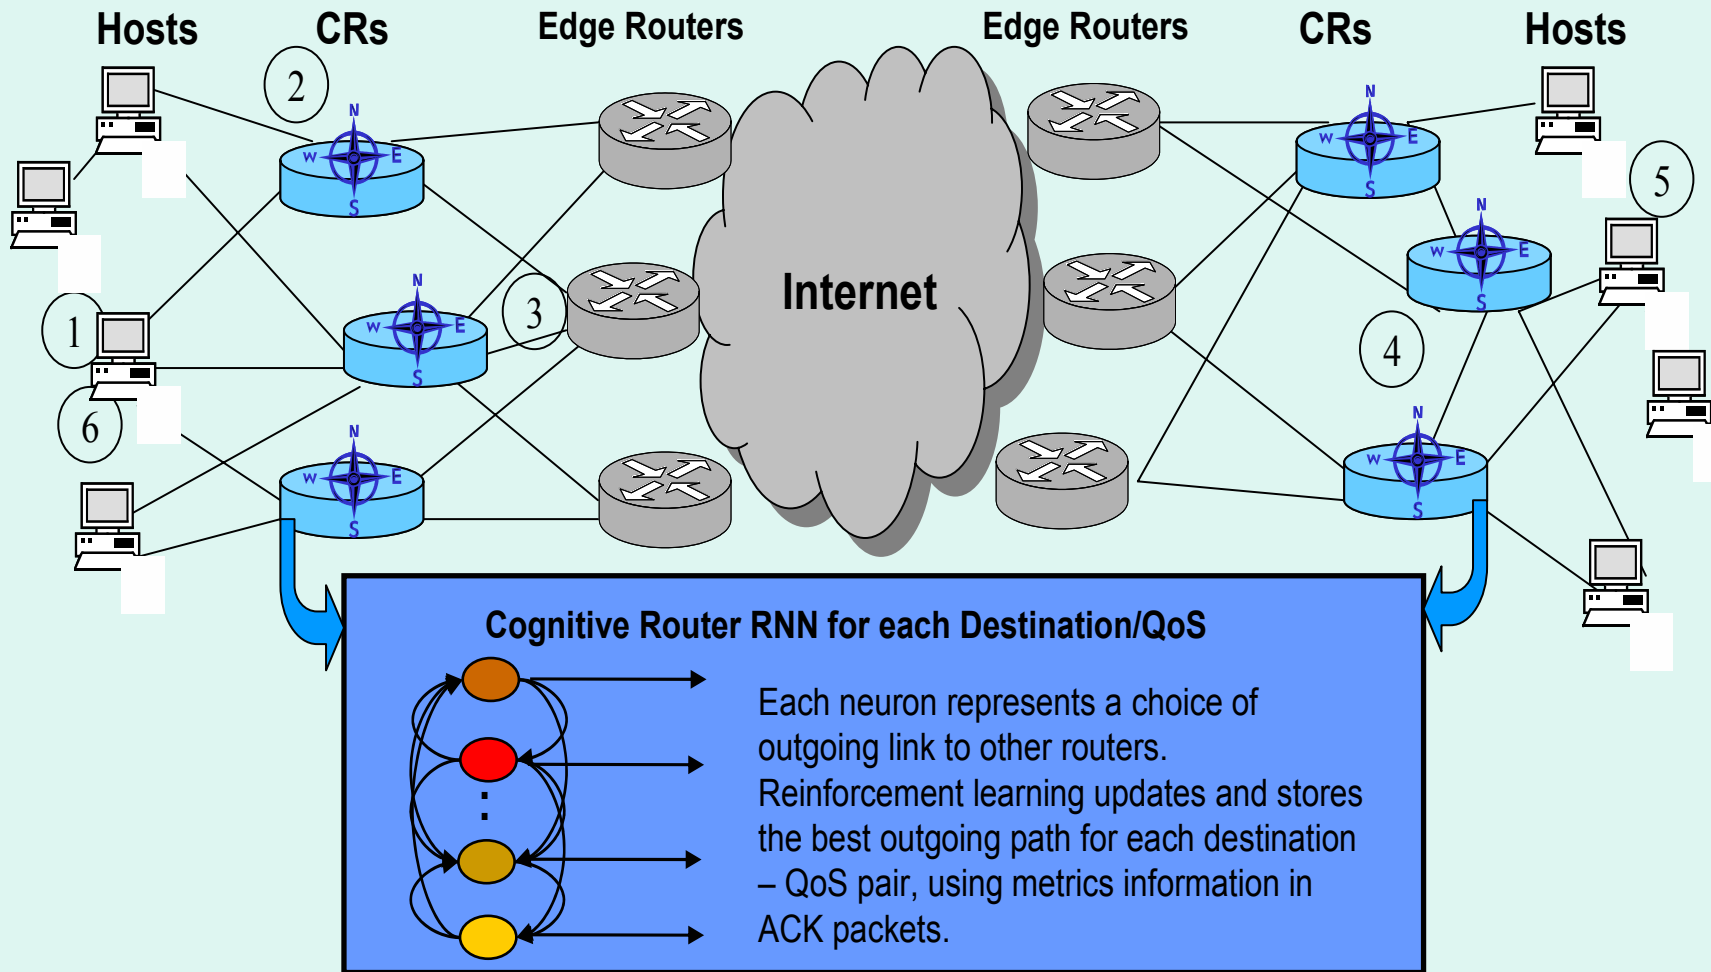 Hosts CRs Edge Routers Edge Routers CRs Hosts
2
N
W E
S
N
W E
S
5
N
W E
S
1
3
Internet
N
W E
S
4
6
N
W E
S
N
W E
S
Cognitive Router RNN for each Destination/QoS
Each neuron represents a choice of
outgoing link to other routers.
Reinforcement learning updates and stores
the best outgoing path for each destination
– QoS pair, using metrics information in
ACK packets.
: